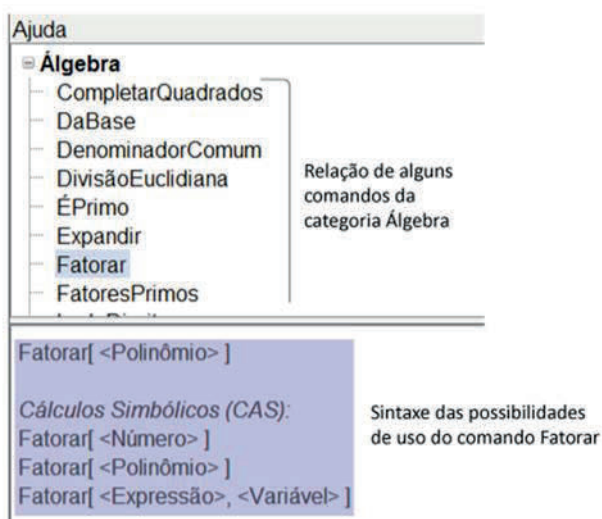 Ajuda
Álgebra
CompletarQuadrados
DaBase
DenominadorComum
DivisãoEuclidiana
ÉPrimo
Expandir
Fatorar
FatoresPrimos
Relação de alguns
comandos da
categoria Álgebra
Fatorar[ <Polinômio> ]
Cálculos Simbólicos (CAS):
Fatorar[ <Número> ]
Fatorar[ <Polinômio> ]
Fatorar[ <Expressão>, <Variável> ]
Sintaxe das possibilidades
de uso do comando Fatorar